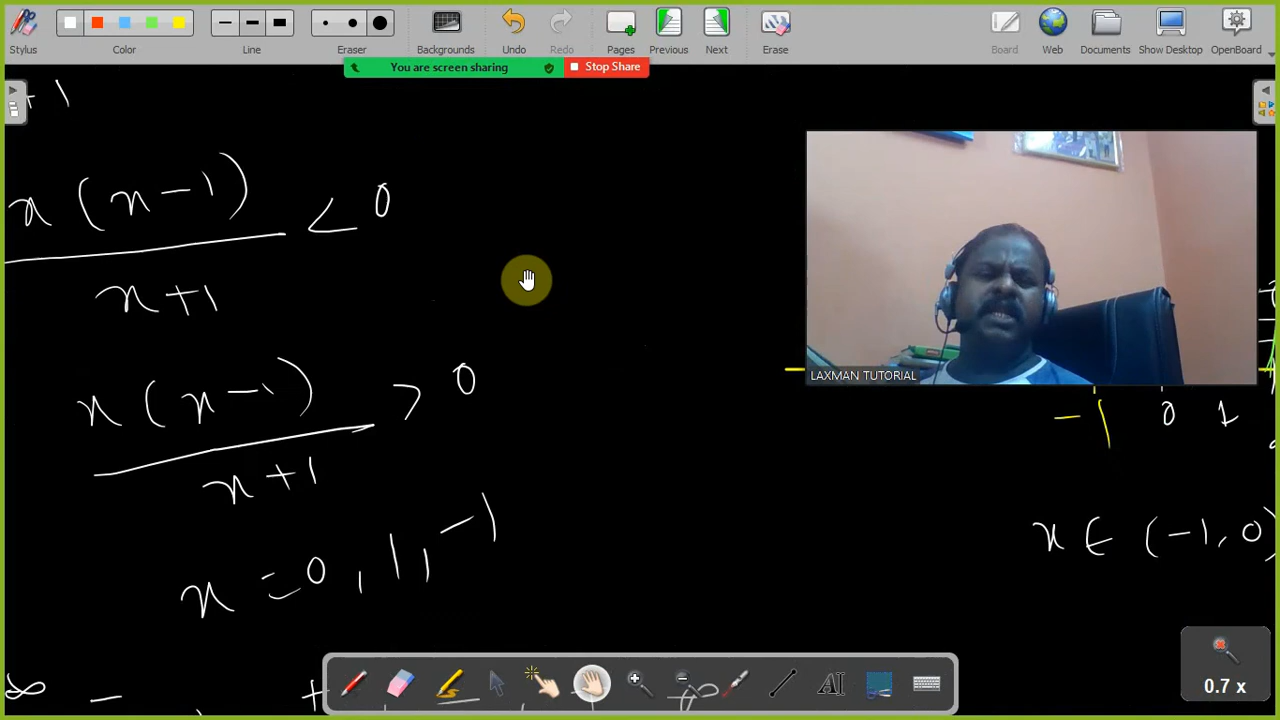 Stylus Color Line Eraser Backgrounds Undo Redo Pages Previous Next Erase Board Web Documents Show Desktop OpenBoard
You are screen sharing Stop Share
+ 1
x(x-1)/x+1 < 0
x(x-1)/x+1 > 0
x = 0, 1, -1
∞ - +
LAXMAN TUTORIAL
-1 0 1
x ∈ (-1, 0)
AI
0.7 x